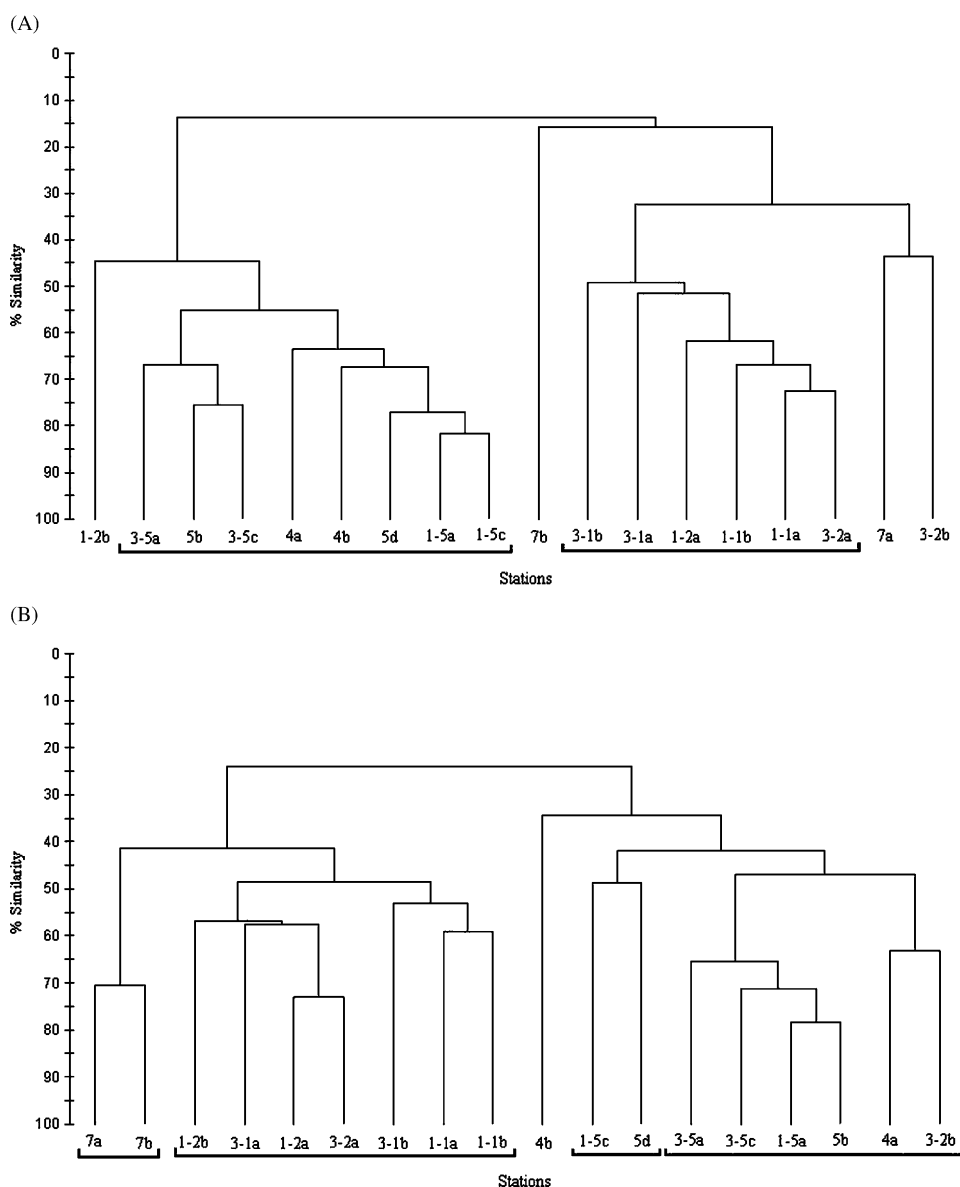 (A)
0
10
20
30
40
50
60
70
80
90
100
% Similarity
1-2b 3-5a 5b 3-5c 4a 4b 5d 1-5a 1-5c 7b 3-1b 3-1a 1-2a 1-1b 1-1a 3-2a 7a 3-2b
Stations
(B)
0
10
20
30
40
50
60
70
80
90
100
% Similarity
7a 7b 1-2b 3-1a 1-2a 3-2a 3-1b 1-1a 1-1b 4b 1-5c 5d 3-5a 3-5c 1-5a 5b 4a 3-2b
Stations